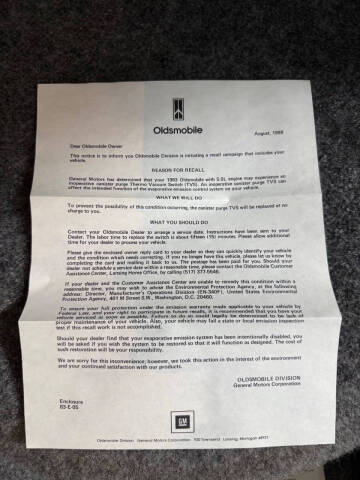 Oldsmobile
August, 1988
Dear Oldsmobile Owner
This notice is to inform you Oldsmobile Division is initiating a recall campaign that includes your
vehicle.
REASON FOR RECALL
General Motors has determined that your 1983 Oldsmobile with 5.0L engine may experience an
inoperative canister purge Thermo Vacuum Switch (TVS). An inoperative canister purge TVS can
affect the intended function of the evaporative emission control system on your vehicle.
WHAT WE WILL DO
To prevent the possibility of this condition occurring, the canister purge TVS will be replaced at no
charge to you.
WHAT YOU SHOULD DO
Contact your Oldsmobile Dealer to arrange a service date. Instructions have been sent to your
Dealer. The labor time to replace the switch is about fifteen (15) minutes. Please allow additional
time for your dealer to process your vehicle.
Please give the enclosed owner reply card to your dealer so they can quickly identify your vehicle
and the condition which needs correcting. If you no longer have this vehicle, please let us know by
completing the card and mailing it back to us. The postage has been paid for you. Should your
dealer not schedule a service date within a reasonable time, please contact the Oldsmobile Customer
Assistance Center, Lansing Home Office, by calling (517) 377-5546.
If your dealer and the Customer Assistance Center are unable to remedy this condition within a
reasonable time, you may wish to advise the Environmental Protection Agency, at the following
address: Director, Manufacturer's Operations Division (EN-340F), United States Environmental
Protection Agency, 401 M Street S.W., Washington, D.C. 20460.
To ensure your full protection under the emission warranty made applicable to your vehicle by
Federal Law, and your right to participate in future recalls, it is recommended that you have your
vehicle serviced as soon as possible. Failure to do so could legally be determined to be lack of
proper maintenance of your vehicle. Also, your vehicle may fail a state or local emission inspection
test if this recall work is not accomplished.
Should your dealer find that your evaporative emission system has been intentionally disabled, you
will be asked if you wish the system to be restored so that it will function as designed. The cost of
such restoration will be your responsibility.
We are sorry for this inconvenience; however, we took this action in the interest of the environment
and your continued satisfaction with our products.
OLDSMOBILE DIVISION
General Motors Corporation
Enclosure
83-E-05
GM
Oldsmobile Division General Motors Corporation 920 Townsend Lansing, Michigan 48921